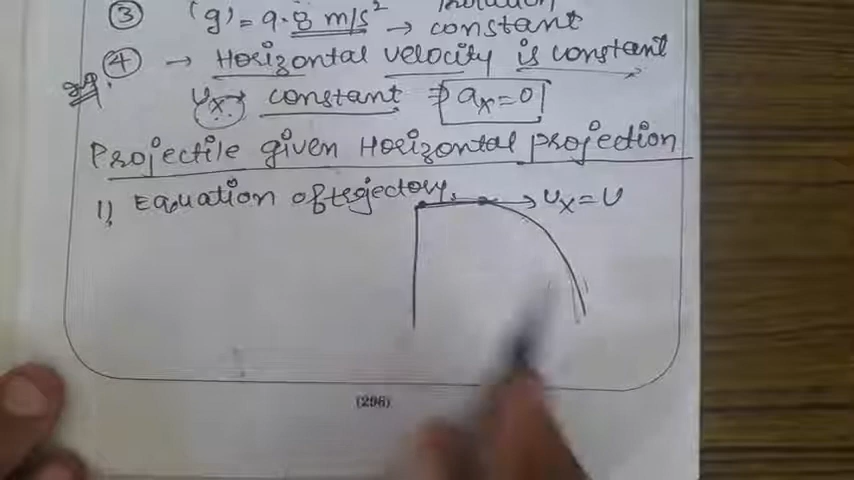 ③ (g) = 9.8 m/s² → constant
④ → Horizontal velocity is constant
Ux → constant ⇒ ax = 0
Projectile given Horizontal projection
1) Equation of trejectory.
Ux = U
(296)